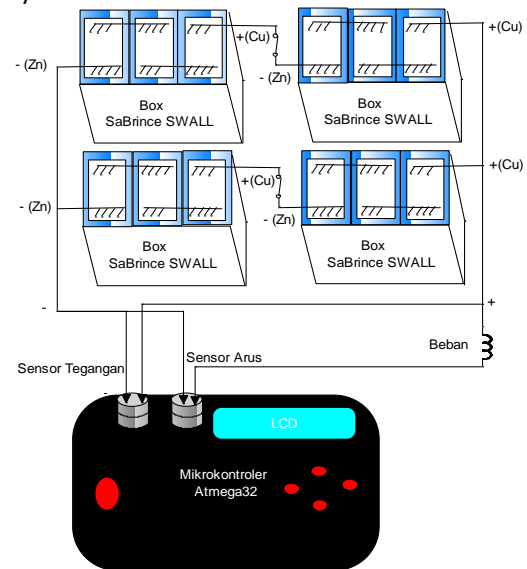 +(Cu)
+(Cu)
- (Zn)
- (Zn)
Box
SaBrince SWALL
Box
SaBrince SWALL
+(Cu)
+(Cu)
- (Zn)
- (Zn)
Box
SaBrince SWALL
Box
SaBrince SWALL
-
+
Beban
Sensor Tegangan
Sensor Arus
LCD
Mikrokontroler
Atmega32